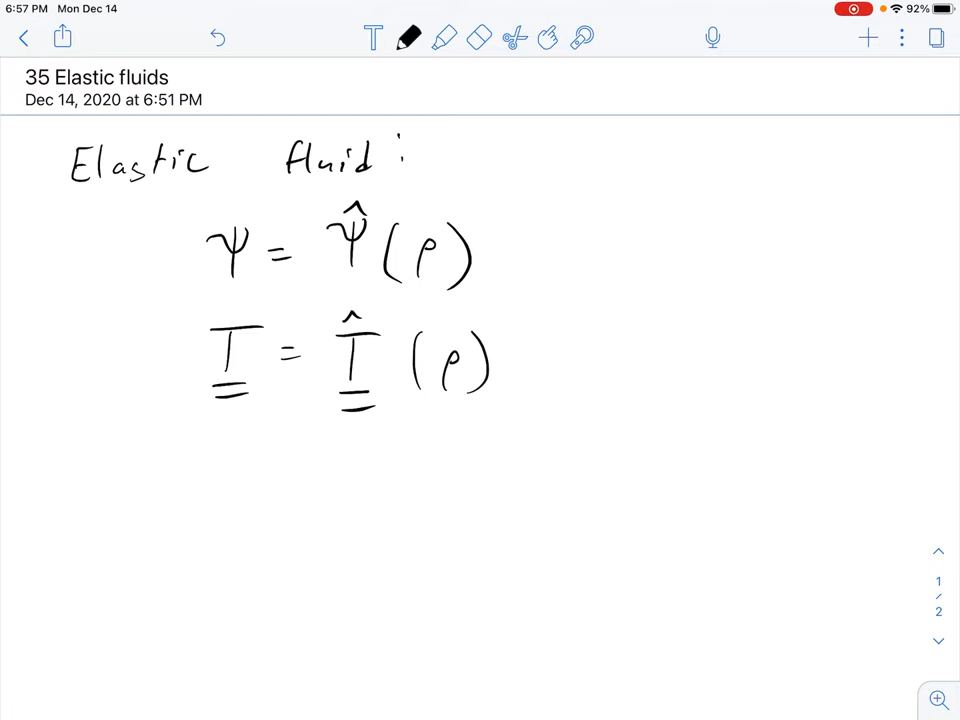 6:57 PM Mon Dec 14 92%
T
35 Elastic fluids
Dec 14, 2020 at 6:51 PM
Elastic fluid:
ψ = ψ̂(ρ)
T = T̂(ρ)
1
/
2